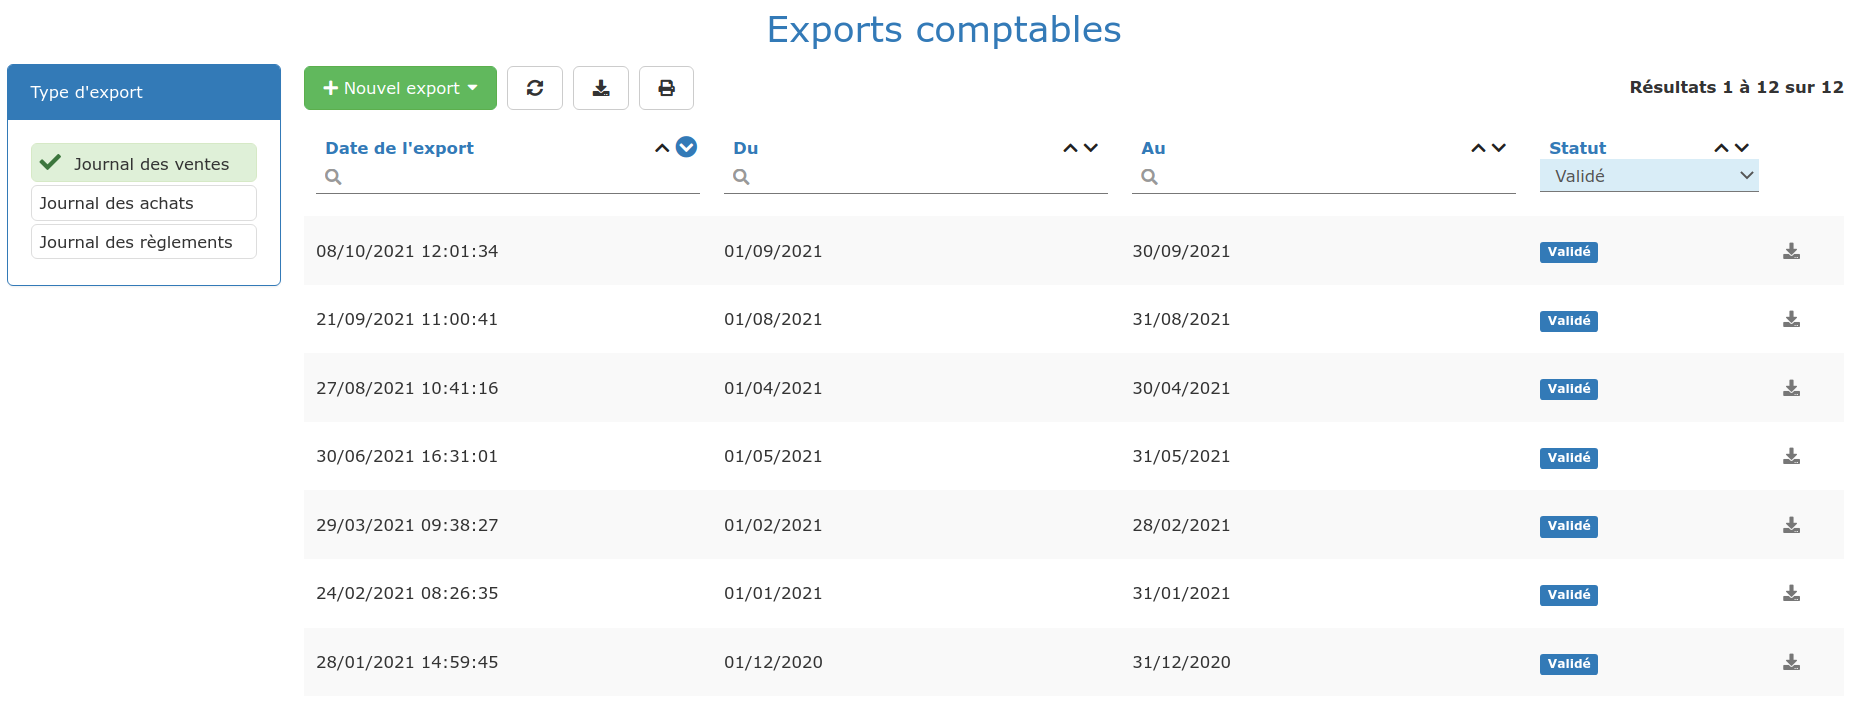 Exports comptables
Type d'export
Journal des ventes
Journal des achats
Journal des règlements
Nouvel export
Résultats 1 à 12 sur 12
Date de l'export Du Au Statut
Validé
08/10/2021 12:01:34 01/09/2021 30/09/2021 Validé
21/09/2021 11:00:41 01/08/2021 31/08/2021 Validé
27/08/2021 10:41:16 01/04/2021 30/04/2021 Validé
30/06/2021 16:31:01 01/05/2021 31/05/2021 Validé
29/03/2021 09:38:27 01/02/2021 28/02/2021 Validé
24/02/2021 08:26:35 01/01/2021 31/01/2021 Validé
28/01/2021 14:59:45 01/12/2020 31/12/2020 Validé